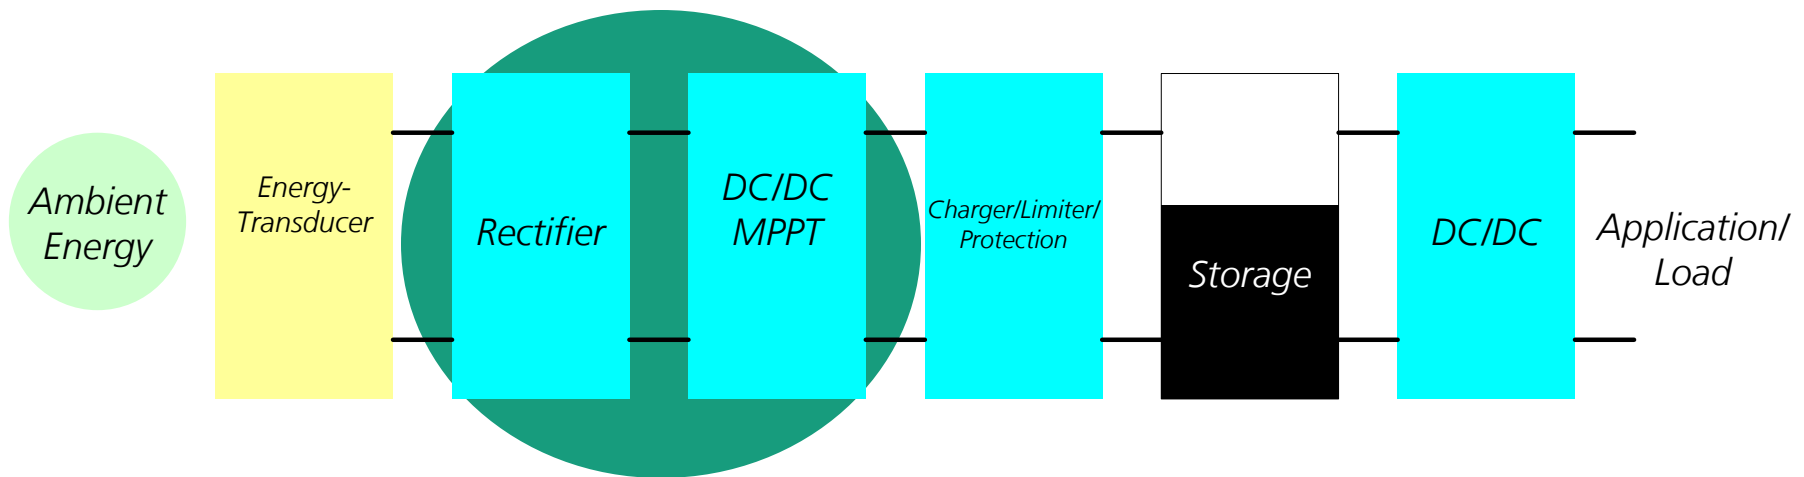 Ambient
Energy
Energy-
Transducer
Rectifier
DC/DC
MPPT
Charger/Limiter/
Protection
Storage
DC/DC
Application/
Load